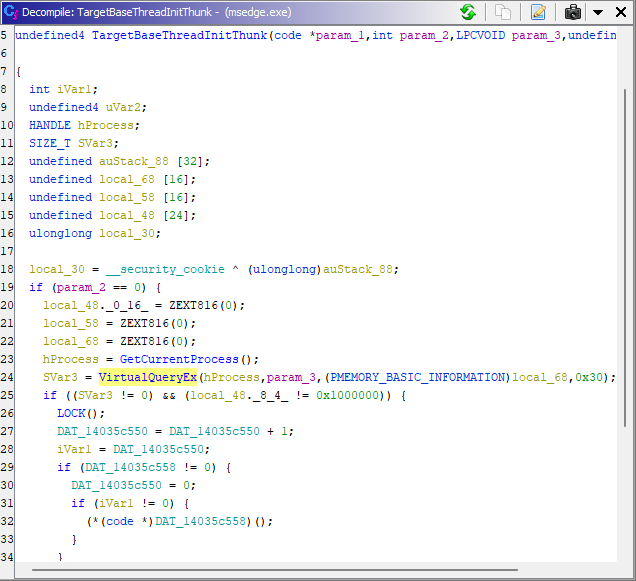 Decompile: TargetBaseThreadInitThunk - (msedge.exe)
5 undefined4 TargetBaseThreadInitThunk(code *param_1,int param_2,LPCVOID param_3,undefin
6
7 {
8 int iVar1;
9 undefined4 uVar2;
10 HANDLE hProcess;
11 SIZE_T SVar3;
12 undefined auStack_88 [32];
13 undefined local_68 [16];
14 undefined local_58 [16];
15 undefined local_48 [24];
16 ulonglong local_30;
17
18 local_30 = __security_cookie ^ (ulonglong)auStack_88;
19 if (param_2 == 0) {
20 local_48._0_16_ = ZEXT816(0);
21 local_58 = ZEXT816(0);
22 local_68 = ZEXT816(0);
23 hProcess = GetCurrentProcess();
24 SVar3 = VirtualQueryEx(hProcess,param_3,(PMEMORY_BASIC_INFORMATION)local_68,0x30);
25 if ((SVar3 != 0) && (local_48._8_4_ != 0x1000000)) {
26 LOCK();
27 DAT_14035c550 = DAT_14035c550 + 1;
28 iVar1 = DAT_14035c550;
29 if (DAT_14035c558 != 0) {
30 DAT_14035c550 = 0;
31 if (iVar1 != 0) {
32 (*(code *)DAT_14035c558)();
33 }
34 }